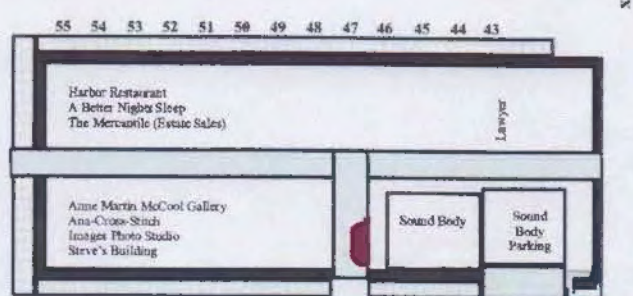 55 54 53 52 51 50 49 48 47 46 45 44 43
Harbor Restaurant
A Better Nights Sleep
The Mercantile (Estate Sales)
Lawyer
Anne Martin McCool Gallery
Ana-Cross-Stitch
Images Photo Studio
Steve's Building
Sound Body
Sound
Body
Parking